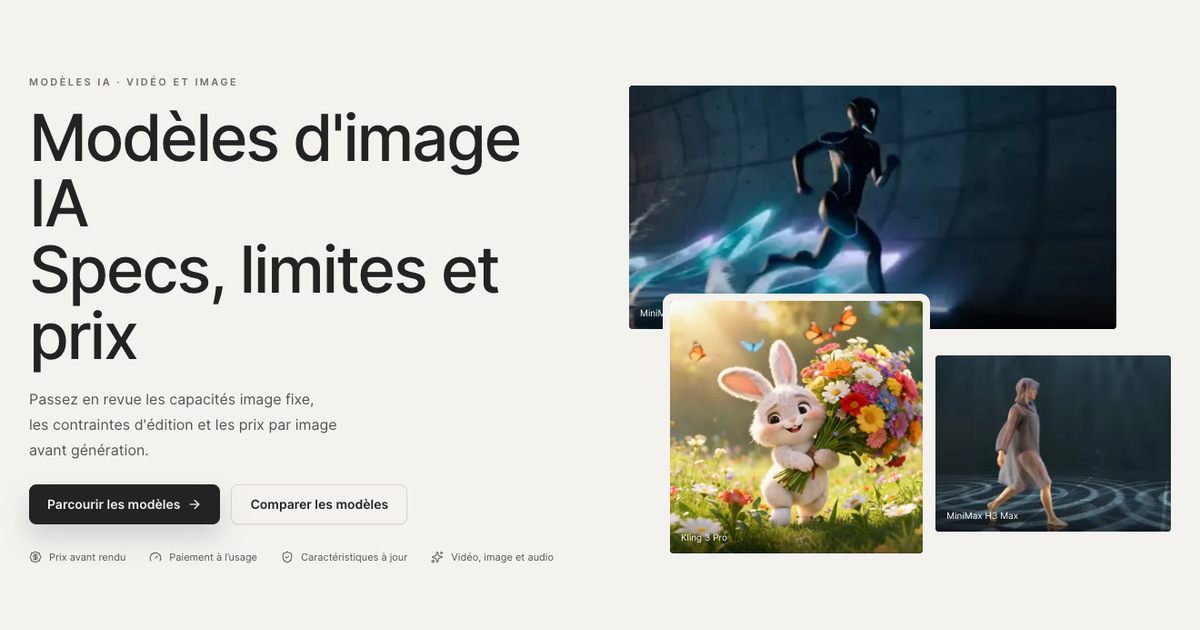 MODÈLES IA · VIDÉO ET IMAGE
Modèles d'image
IA
Specs, limites et
prix
Passez en revue les capacités image fixe,
les contraintes d'édition et les prix par image
avant génération.
Parcourir les modèles
Comparer les modèles
Prix avant rendu
Paiement à l'usage
Caractéristiques à jour
Vidéo, image et audio
Kling 3 Pro
MiniMax H3 Max